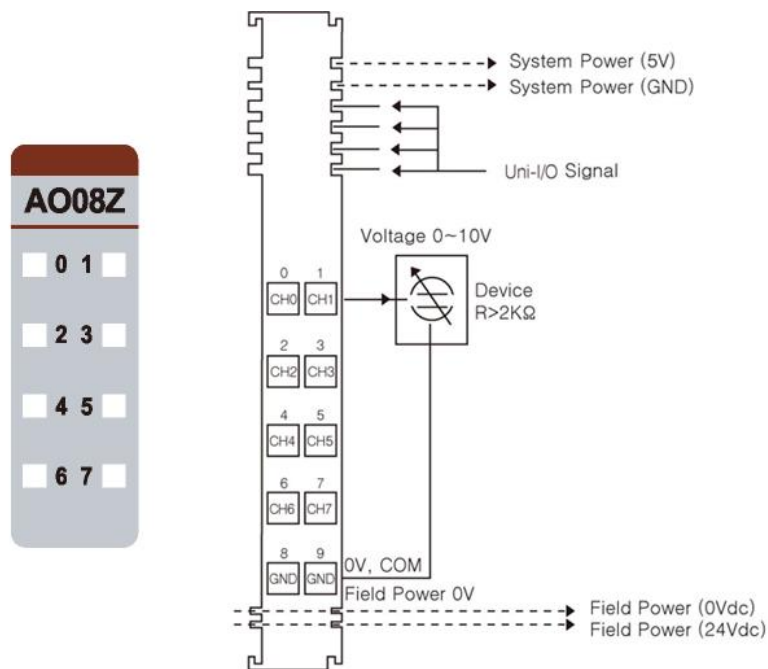 AO08Z
0 1
2 3
4 5
6 7
System Power (5V)
System Power (GND)
Uni-I/O Signal
Voltage 0~10V
Device
R>2KΩ
0 1
CH0 CH1
2 3
CH2 CH3
4 5
CH4 CH5
6 7
CH6 CH7
8 9
GND GND
0V, COM
Field Power 0V
Field Power (0Vdc)
Field Power (24Vdc)